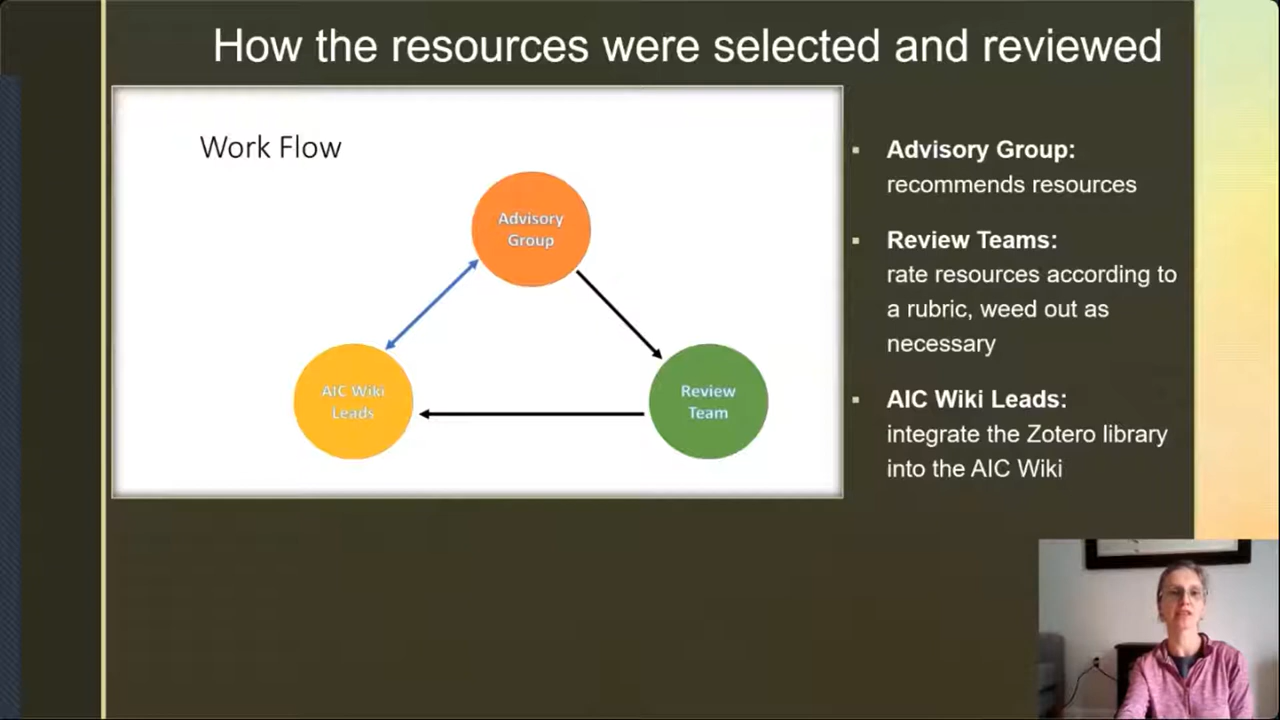 How the resources were selected and reviewed
Work Flow
Advisory
Group
AIC Wiki
Leads
Review
Team
Advisory Group:
recommends resources
Review Teams:
rate resources according to
a rubric, weed out as
necessary
AIC Wiki Leads:
integrate the Zotero library
into the AIC Wiki